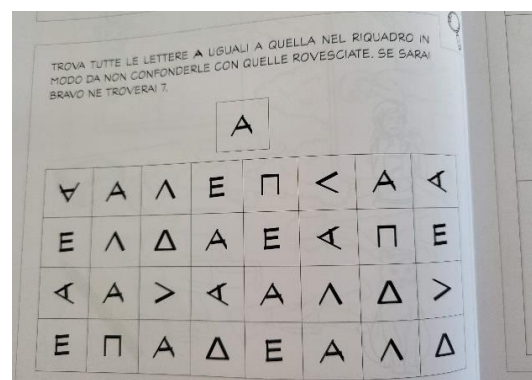 TROVA TUTTE LE LETTERE A UGUALI A QUELLA NEL RIQUADRO IN
MODO DA NON CONFONDERLE CON QUELLE ROVESCIATE. SE SARAI
BRAVO NE TROVERAI 7.
A
∀ A Λ E Π < A ∢
E Λ Δ A E ∢ Π E
∢ A > ∢ A Λ Δ >
E Π A Δ E A Λ Δ